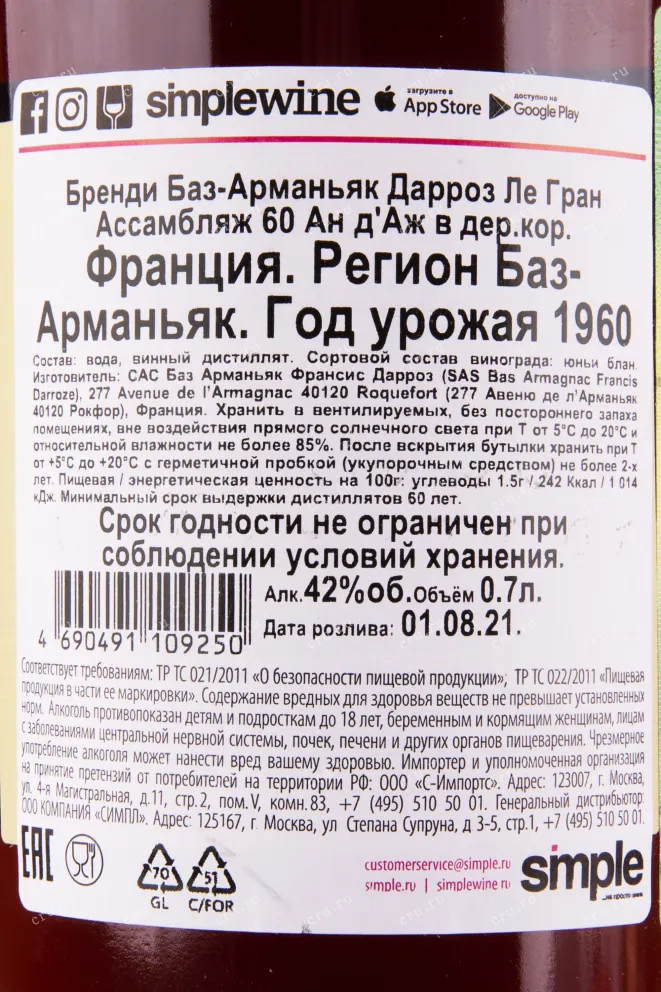 simplewine загрузите в App Store доступно на Google Play
Бренди Баз-Арманьяк Дарроз Ле Гран
Ассамбляж 60 Ан д'Аж в дер.кор.
Франция. Регион Баз-
Арманьяк. Год урожая 1960
Состав: вода, винный дистиллят. Сортовой состав винограда: юньи блан.
Изготовитель: САС Баз Арманьяк Франсис Дарроз (SAS Bas Armagnac Francis
Darroze), 277 Avenue de l'Armagnac 40120 Roquefort (277 Авеню де л'Арманьяк
40120 Рокфор), Франция. Хранить в вентилируемых, без постороннего запаха
помещениях, вне воздействия прямого солнечного света при Т от 5°С до 20°С и
относительной влажности не более 85%. После вскрытия бутылки хранить при Т
от +5°С до +20°С с герметичной пробкой (укупорочным средством) не более 2-х
лет. Пищевая / энергетическая ценность на 100г: углеводы 1.5г / 242 Ккал / 1 014
кДж. Минимальный срок выдержки дистиллятов 60 лет.
Срок годности не ограничен при
соблюдении условий хранения.
Алк.42%об.Объём 0.7л.
Дата розлива: 01.08.21.
4 690491 109250
Соответствует требованиям: ТР ТС 021/2011 «О безопасности пищевой продукции»; ТР ТС 022/2011 «Пищевая
продукция в части ее маркировки». Содержание вредных для здоровья веществ не превышает установленных
норм. Алкоголь противопоказан детям и подросткам до 18 лет, беременным и кормящим женщинам, лицам
с заболеваниями центральной нервной системы, почек, печени и других органов пищеварения. Чрезмерное
употребление алкоголя может нанести вред вашему здоровью. Импортер и уполномоченная организация
на принятие претензий от потребителей на территории РФ: ООО «С-Импортс». Адрес: 123007, г. Москва,
ул. 4-я Магистральная, д.11, стр.2, пом.V, комн.83, +7 (495) 510 50 01. Генеральный дистрибьютор:
ООО КОМПАНИЯ «СИМПЛ». Адрес: 125167, г. Москва, ул Степана Супруна, д 3-5, стр.1, +7 (495) 510 50 01.
EAC
70
GL
51
C/FOR
customerservice@simple.ru
simple.ru | simplewine.ru
simple
...не просто вино